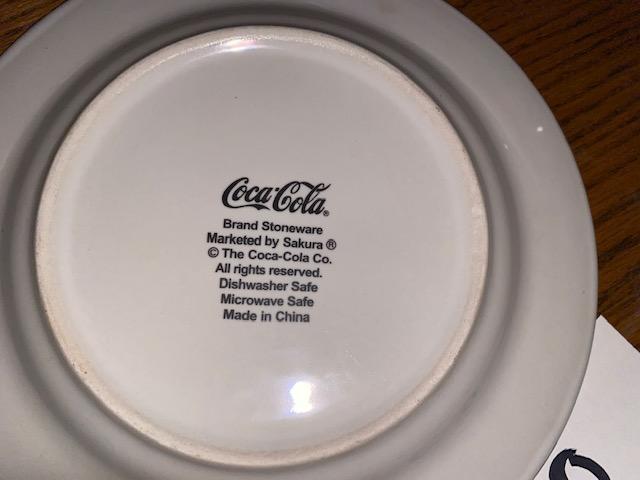 Coca-Cola®
Brand Stoneware
Marketed by Sakura ®
© The Coca-Cola Co.
All rights reserved.
Dishwasher Safe
Microwave Safe
Made in China